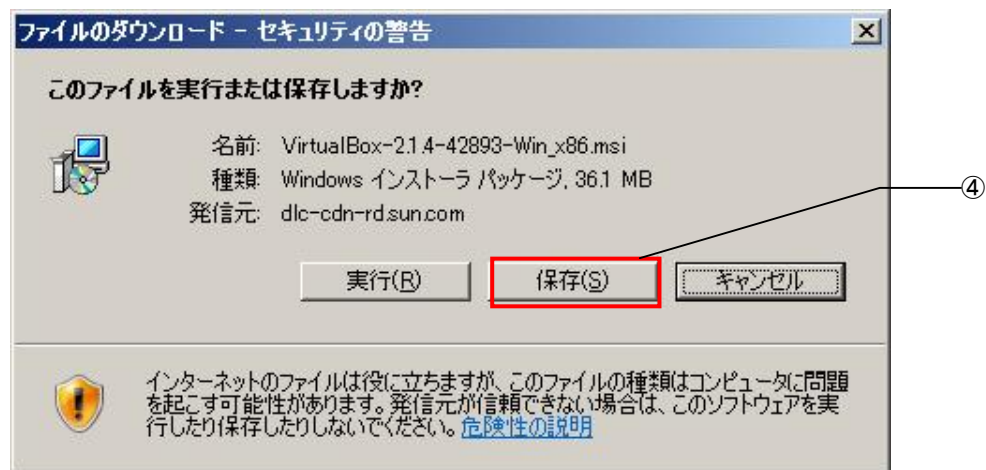 ファイルのダウンロード - セキュリティの警告
このファイルを実行または保存しますか?
名前: VirtualBox-2.1.4-42893-Win_x86.msi
種類: Windows インストーラ パッケージ, 36.1 MB
発信元: dlc-cdn-rd.sun.com
④
実行(R) 保存(S) キャンセル
インターネットのファイルは役に立ちますが、このファイルの種類はコンピュータに問題
を起こす可能性があります。発信元が信頼できない場合は、このソフトウェアを実
行したり保存したりしないでください。危険性の説明